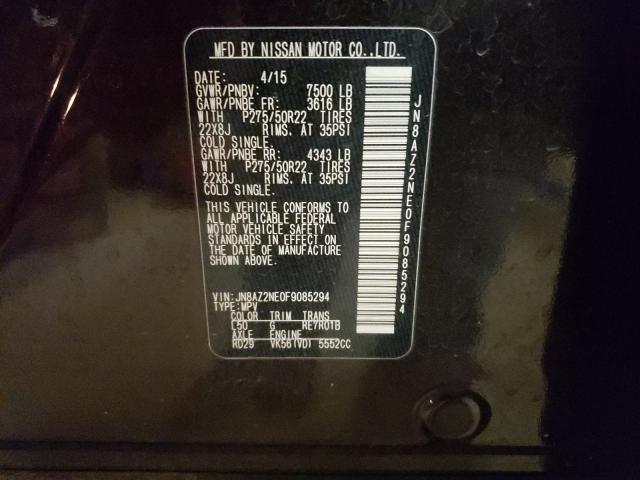 MFD BY NISSAN MOTOR CO.,LTD.
DATE: 4/15
GVWR/PNBV: 7500 LB
GAWR/PNBE FR: 3616 LB
WITH P275/50R22 TIRES
22X8J RIMS. AT 35PSI
COLD SINGLE.
GAWR/PNBE RR: 4343 LB
WITH P275/50R22 TIRES
22X8J RIMS. AT 35PSI
COLD SINGLE.
THIS VEHICLE CONFORMS TO
ALL APPLICABLE FEDERAL
MOTOR VEHICLE SAFETY
STANDARDS IN EFFECT ON
THE DATE OF MANUFACTURE
SHOWN ABOVE.
VIN:JN8AZ2NE0F9085294
TYPE:MPV
COLOR TRIM TRANS
L50 G RE7R01B
AXLE ENGINE
RD29 VK56(VD) 5552CC
JN8AZ2NE0F9085294